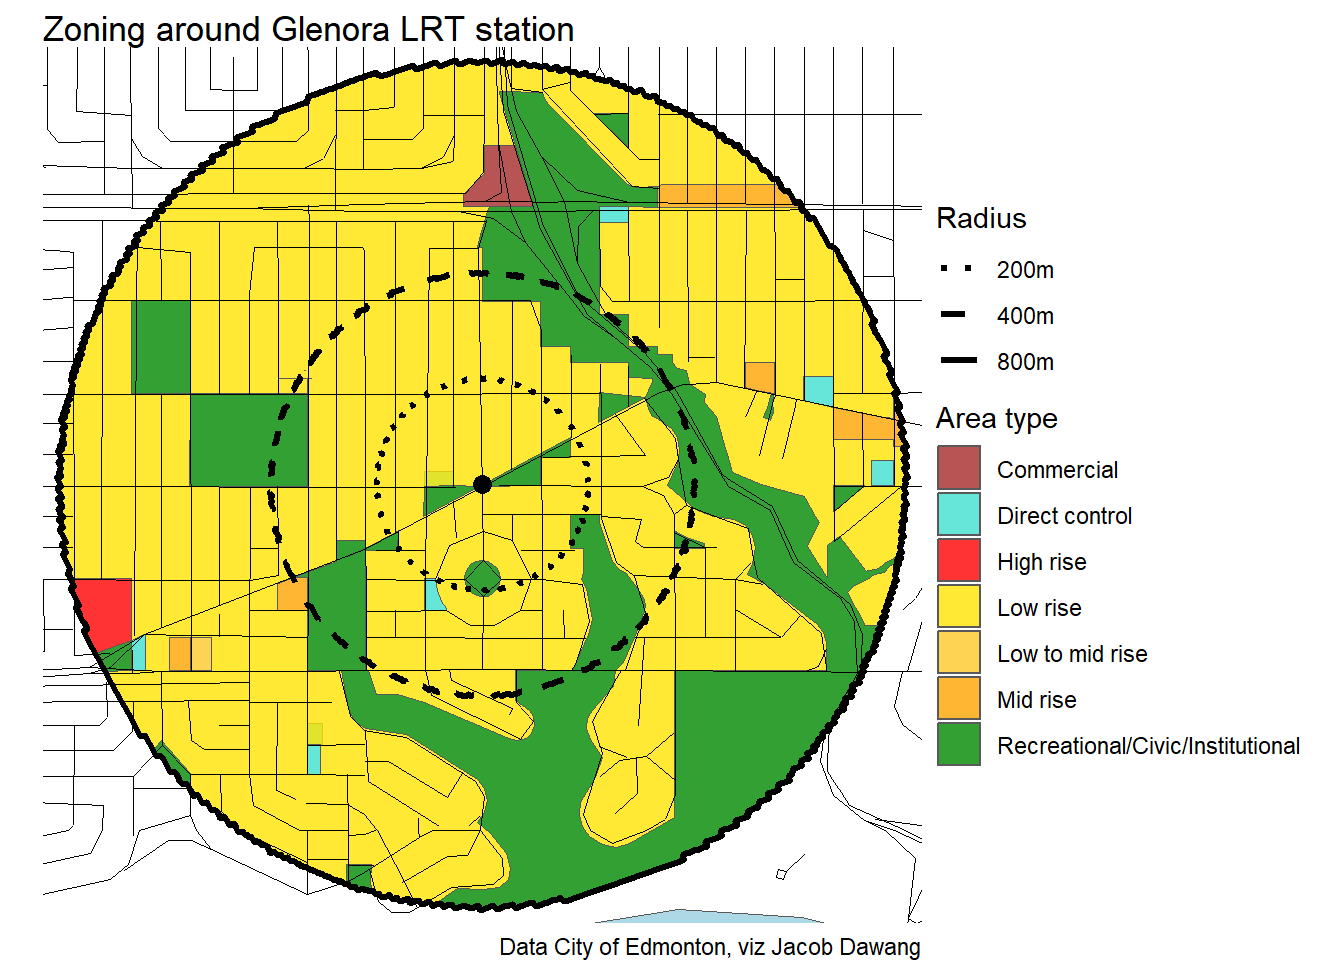 Zoning around Glenora LRT station
Radius
200m
400m
800m
Area type
Commercial
Direct control
High rise
Low rise
Low to mid rise
Mid rise
Recreational/Civic/Institutional
Data City of Edmonton, viz Jacob Dawang